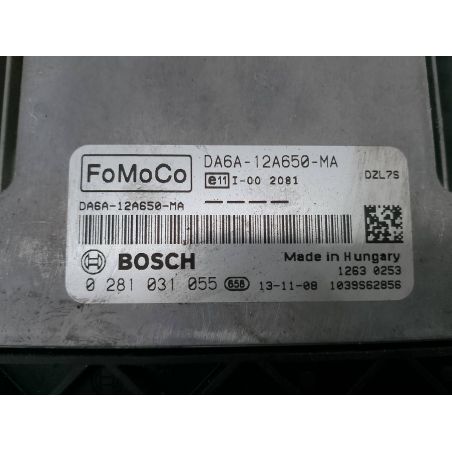 FoMoCo
DA6A-12A650-MA
e11 I-00 2081
DZL7S
DA6A-12A650-MA
BOSCH
Made in Hungary
1263 0253
0 281 031 055 658 13-11-08 1039S62856